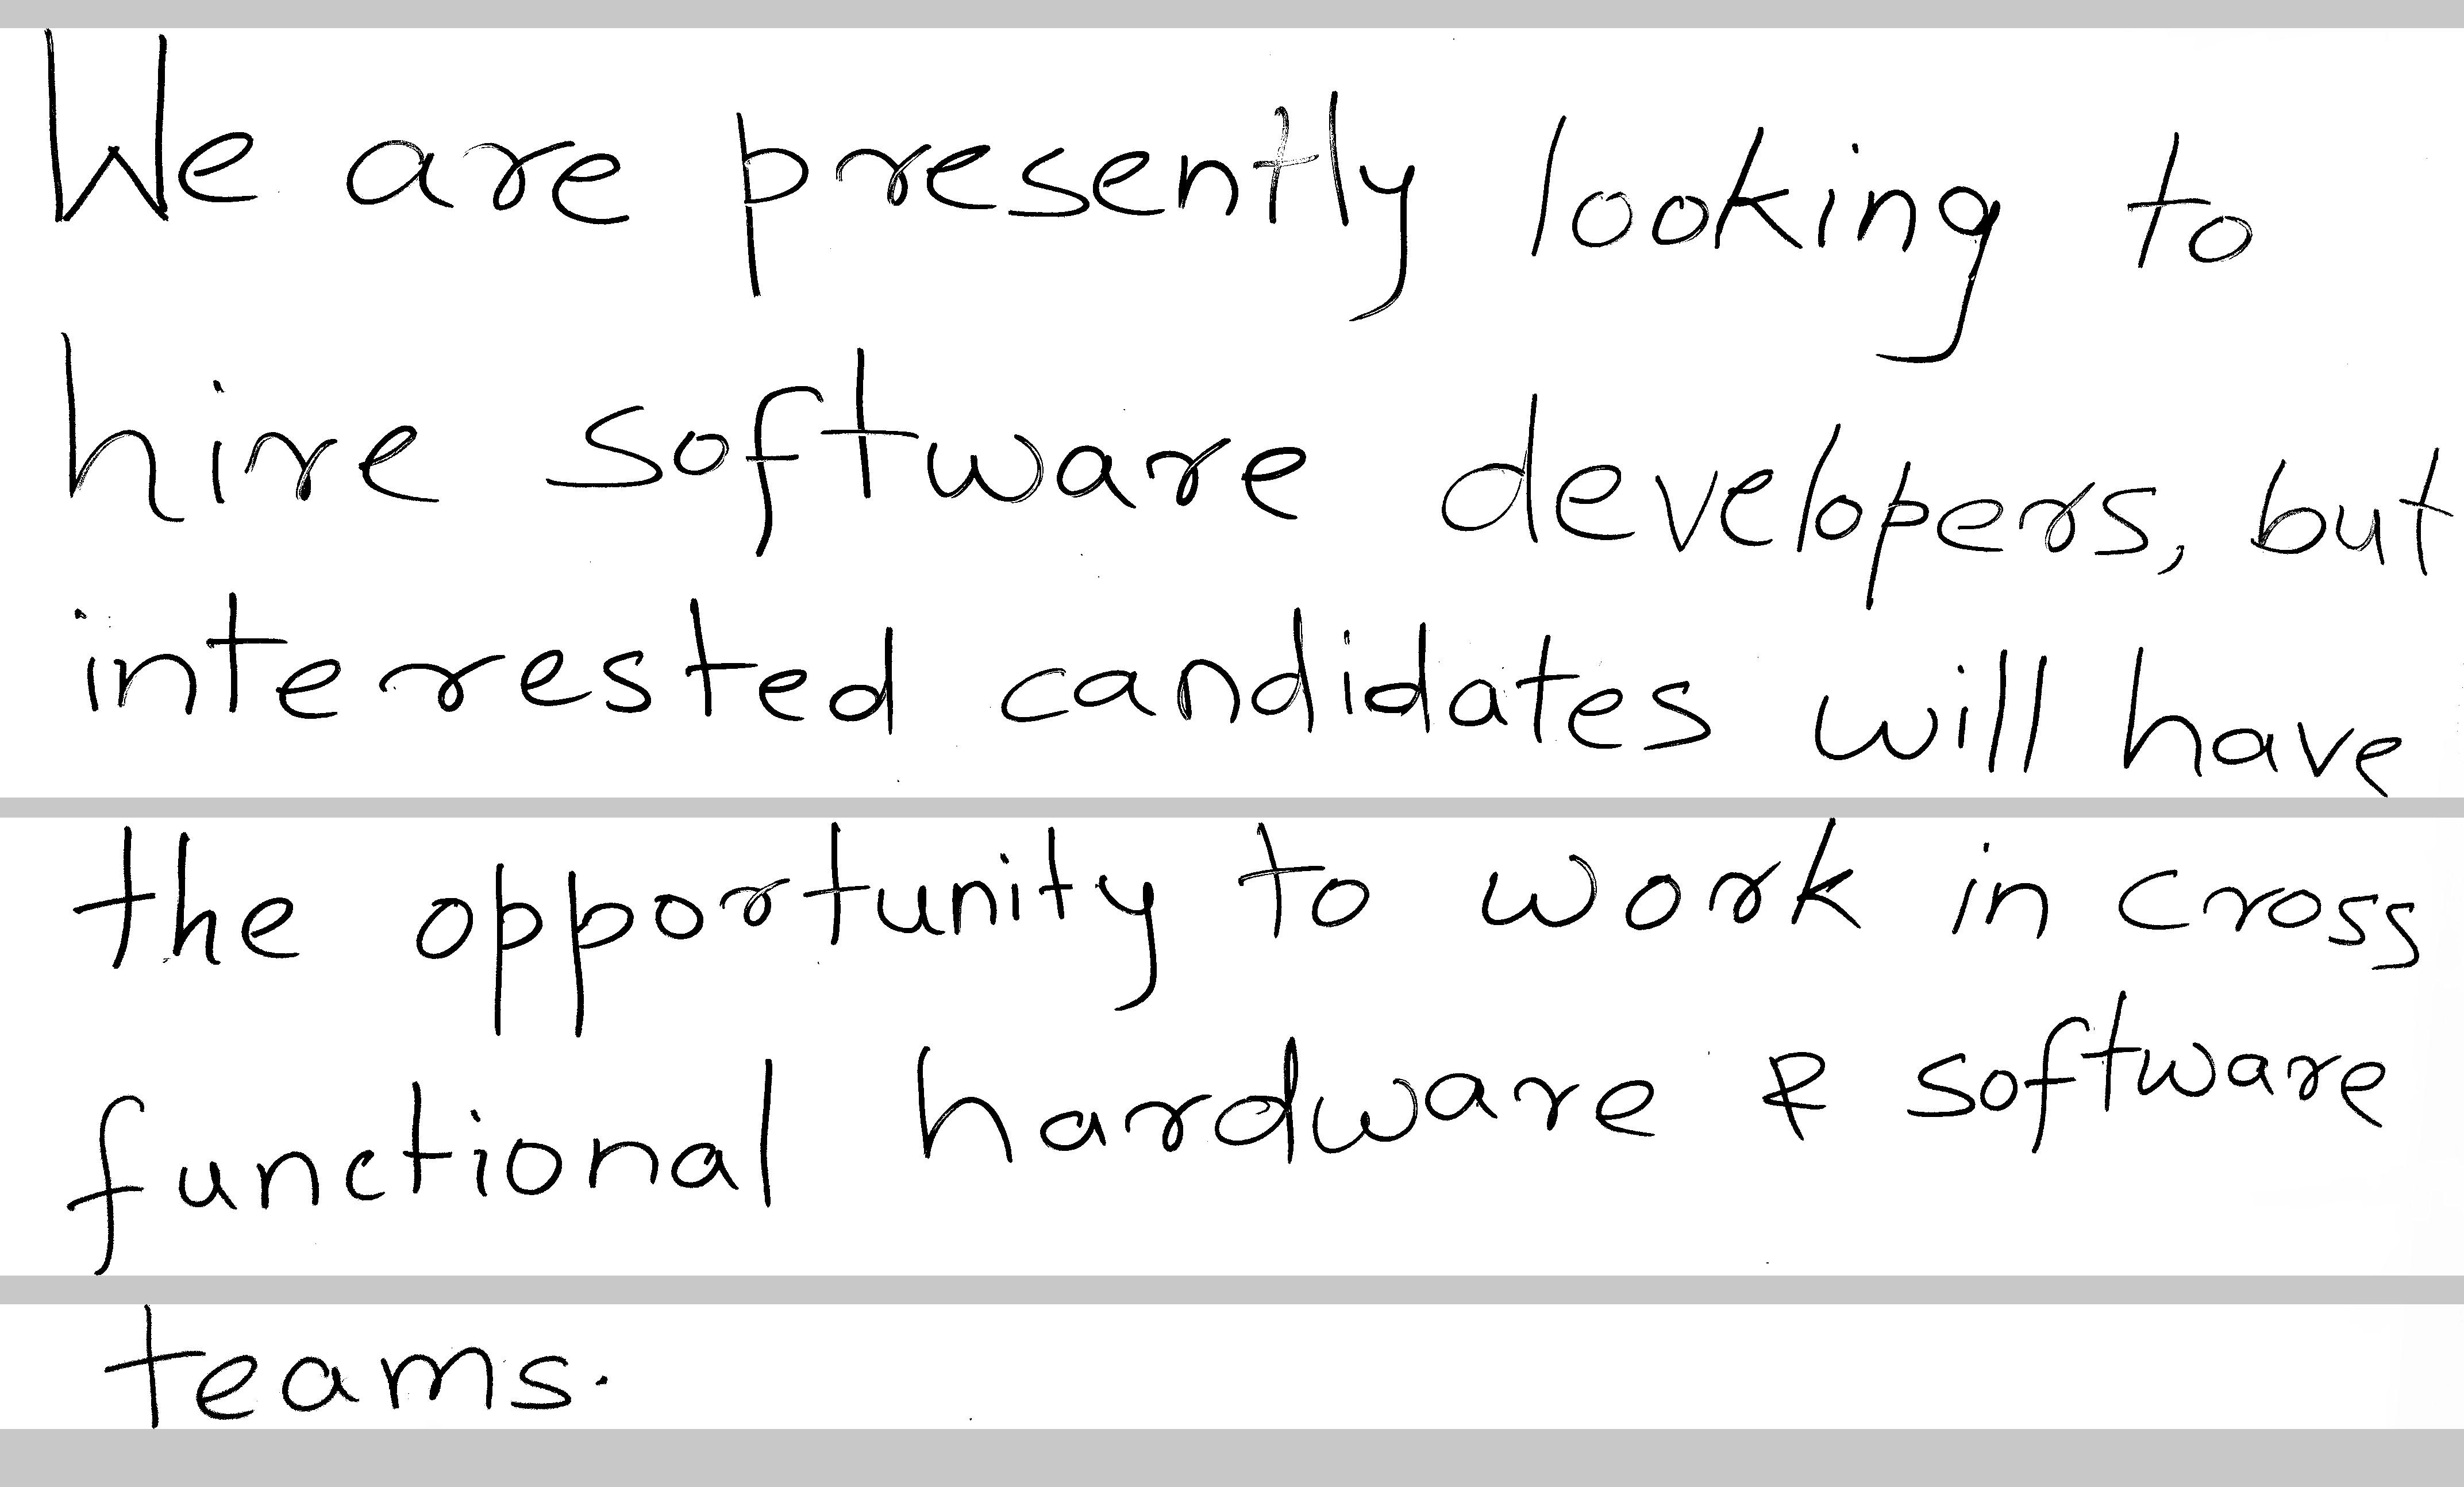 We are presently looking to
hire software developers, but
interested candidates will have
the opportunity to work in cross
functional hardware & software
teams.